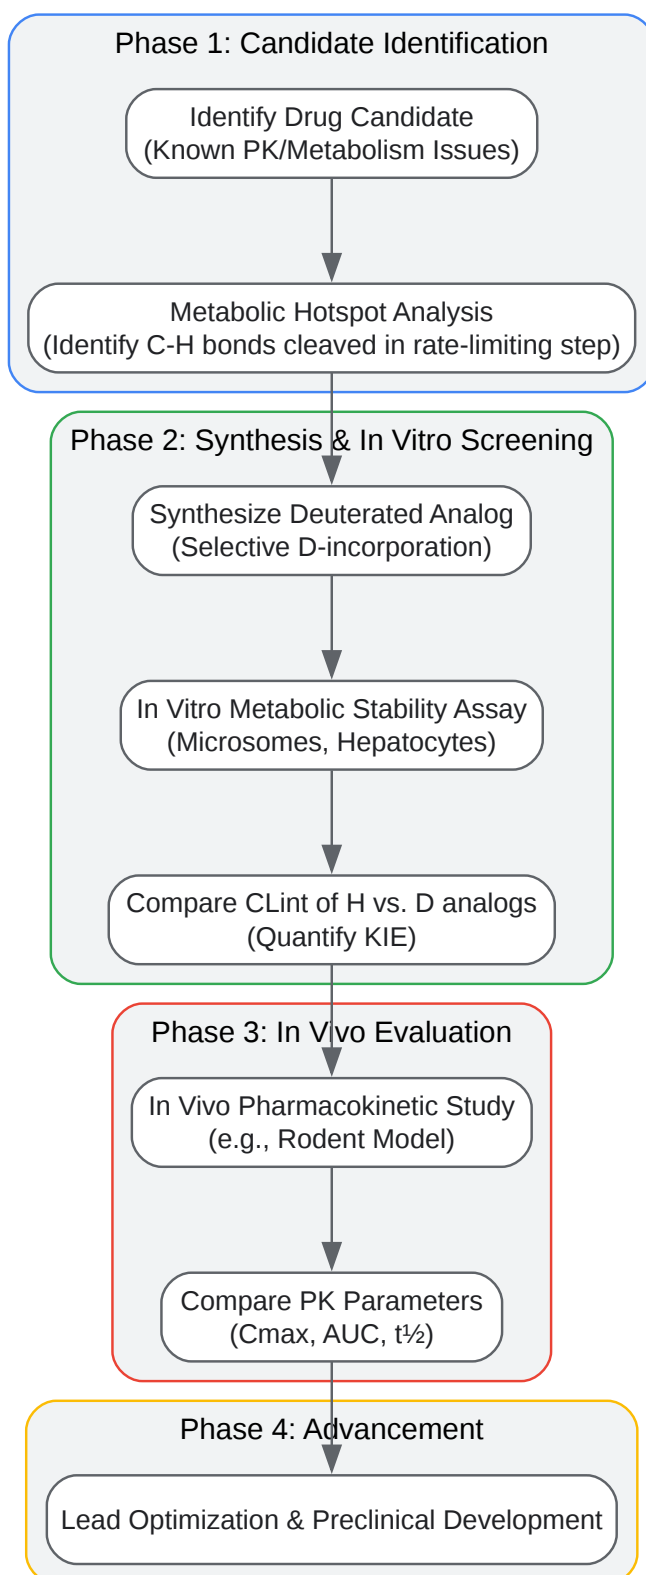 Phase 1: Candidate Identification
Identify Drug Candidate
(Known PK/Metabolism Issues)
Metabolic Hotspot Analysis
(Identify C-H bonds cleaved in rate-limiting step)
Phase 2: Synthesis & In Vitro Screening
Synthesize Deuterated Analog
(Selective D-incorporation)
In Vitro Metabolic Stability Assay
(Microsomes, Hepatocytes)
Compare CLint of H vs. D analogs
(Quantify KIE)
Phase 3: In Vivo Evaluation
In Vivo Pharmacokinetic Study
(e.g., Rodent Model)
Compare PK Parameters
(Cmax, AUC, t½)
Phase 4: Advancement
Lead Optimization & Preclinical Development